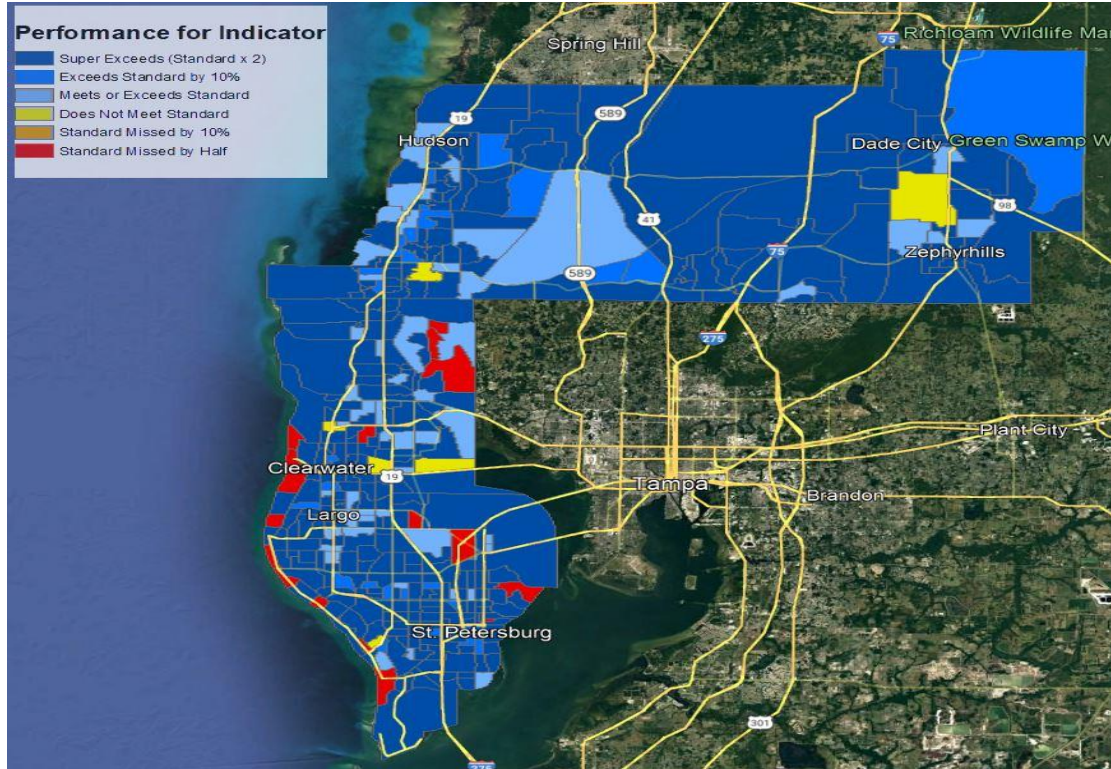 Performance for Indicator
Super Exceeds (Standard x 2)
Exceeds Standard by 10%
Meets or Exceeds Standard
Does Not Meet Standard
Standard Missed by 10%
Standard Missed by Half
Spring Hill
75
Richloam Wildlife Ma
19
589
Hudson
Dade City
Green Swamp W
98
41
75
Zephyrhills
589
275
Plant City
Clearwater
19
Tampa
Brandon
Largo
St. Petersburg
301
275